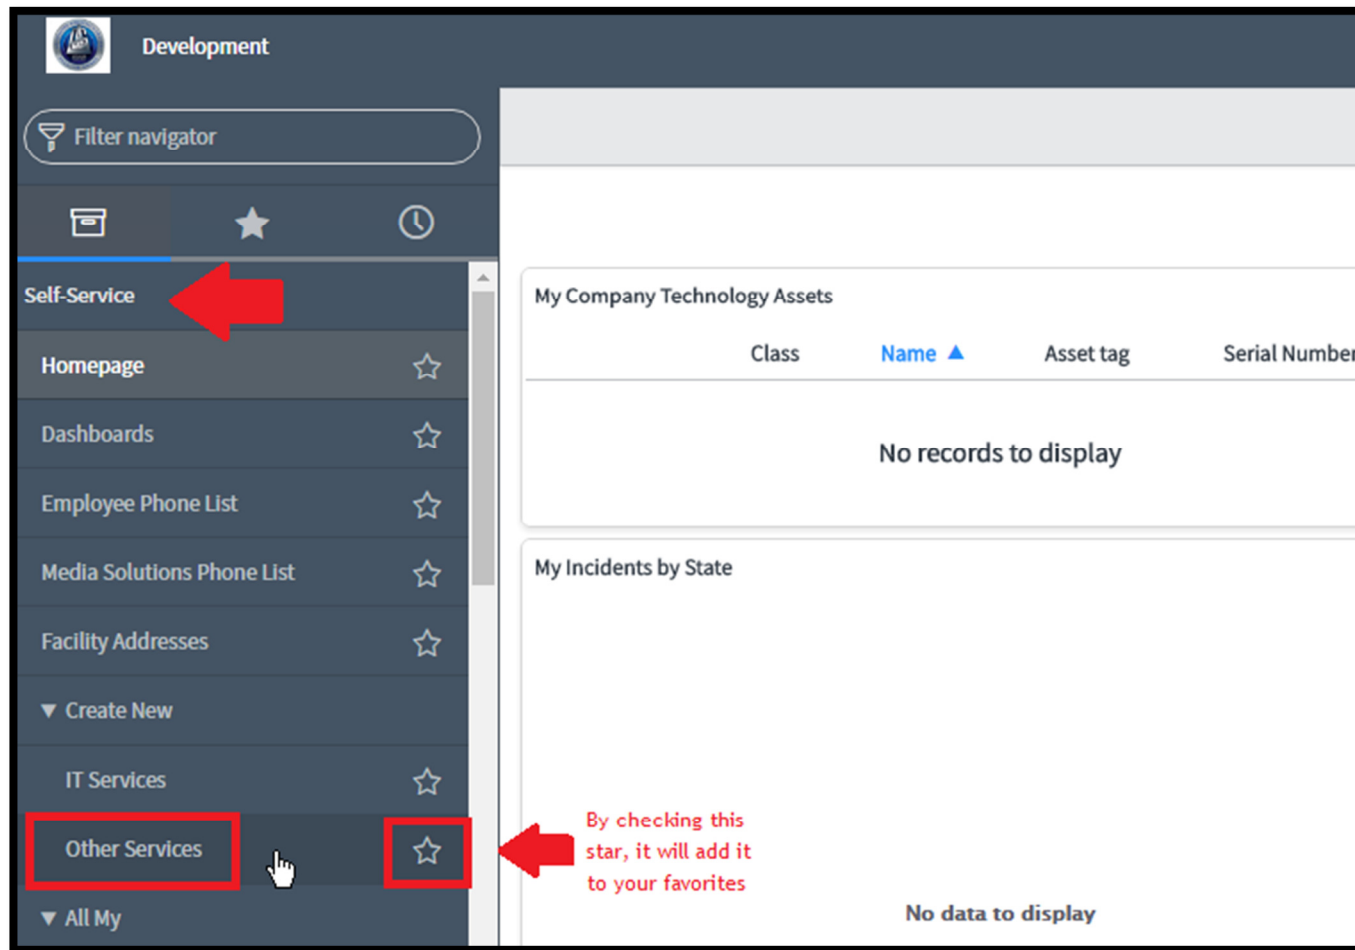 Development
Filter navigator
Self-Service
Homepage
Dashboards
Employee Phone List
Media Solutions Phone List
Facility Addresses
▼ Create New
IT Services
Other Services
▼ All My
My Company Technology Assets
Class Name ▲ Asset tag Serial Number
No records to display
My Incidents by State
By checking this
star, it will add it
to your favorites
No data to display